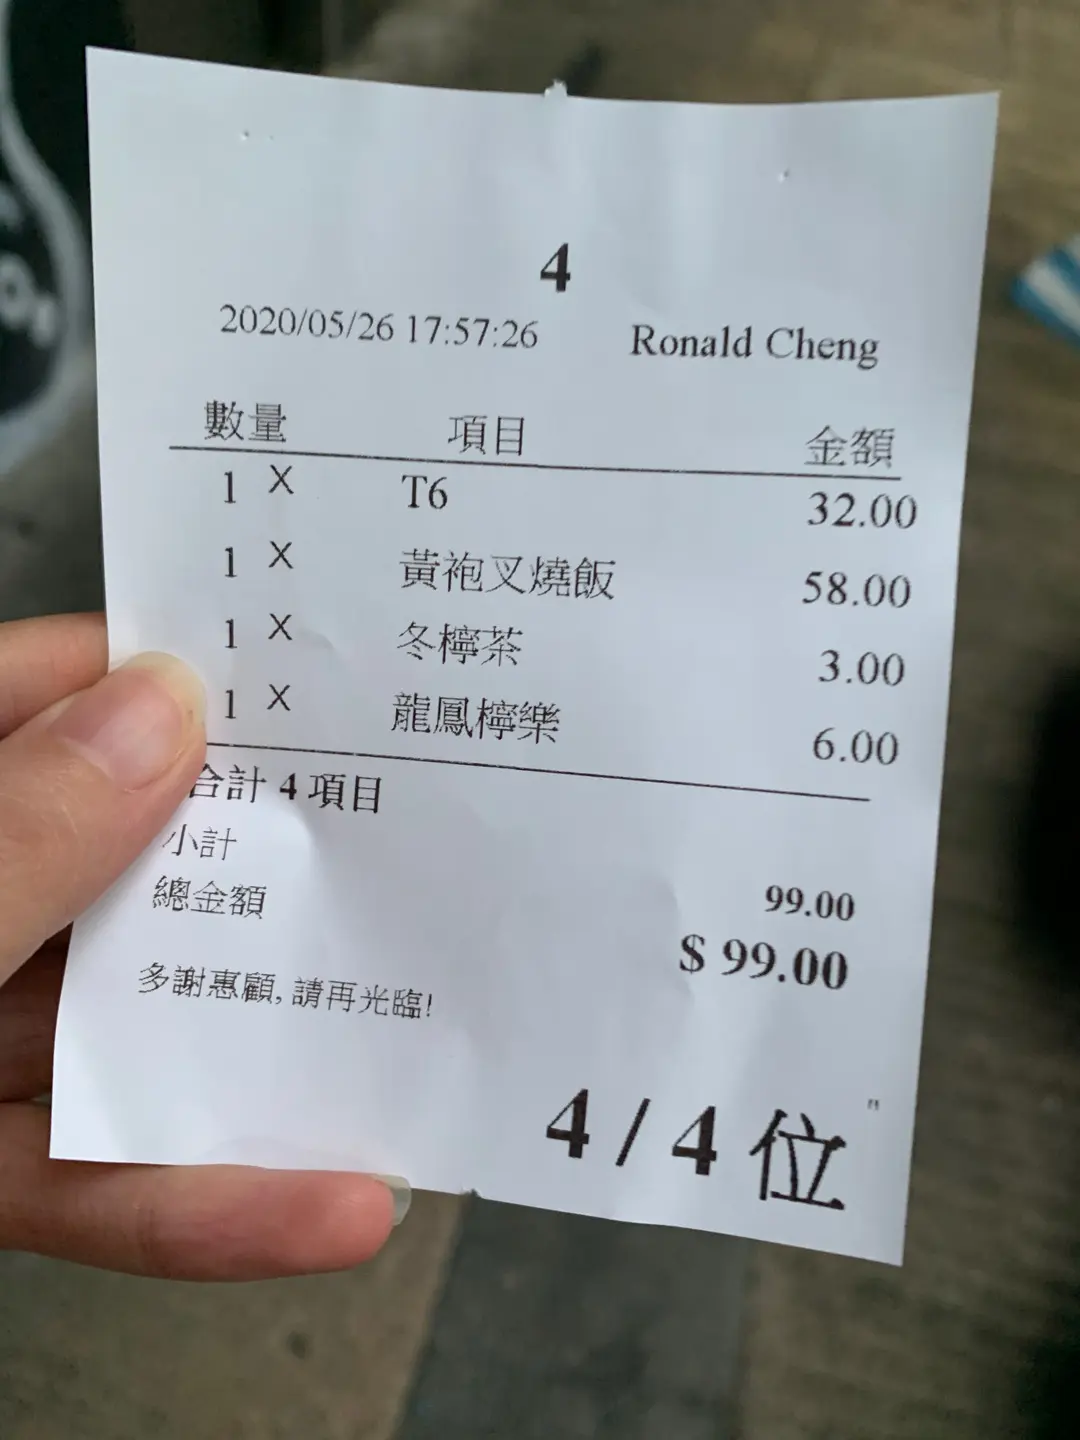 4
2020/05/26 17:57:26 Ronald Cheng
數量 項目 金額
1 X T6 32.00
1 X 黃袍叉燒飯 58.00
1 X 冬檸茶 3.00
1 X 龍鳳檸樂 6.00
合計 4 項目
小計 99.00
總金額 $ 99.00
多謝惠顧, 請再光臨!
4 / 4 位